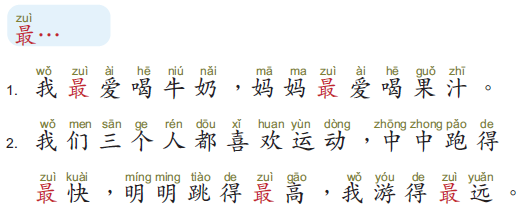 zuì
最…
wǒ zuì ài hē niú nǎi mā ma zuì ài hē guǒ zhī
1. 我最爱喝牛奶，妈妈最爱喝果汁。
wǒ men sān ge rén dōu xǐ huan yùn dòng zhōng zhong pǎo de
2. 我们三个人都喜欢运动，中中跑得
zuì kuài míng ming tiào de zuì gāo wǒ yóu de zuì yuǎn
最快，明明跳得最高，我游得最远。